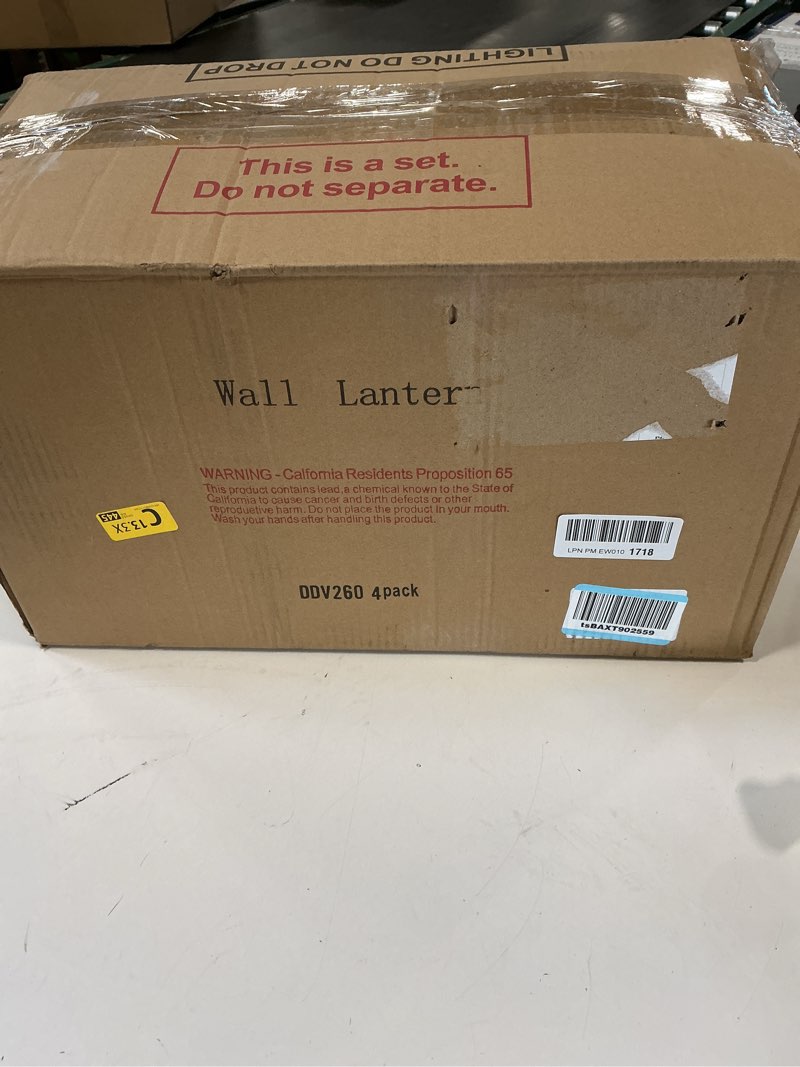 LIGHTING DO NOT DROP
This is a set.
Do not separate.
Wall Lantern
WARNING - Calfornia Residents Proposition 65
This product contains lead,a chemical known to the State of
California to cause cancer and birth defects or other
reproductive harm. Do not place the product in your mouth.
Wash your hands after handling this product.
C 13.3X
4A5
LPN PM EW010 1718
DDV260 4pack
tsBAXT902559